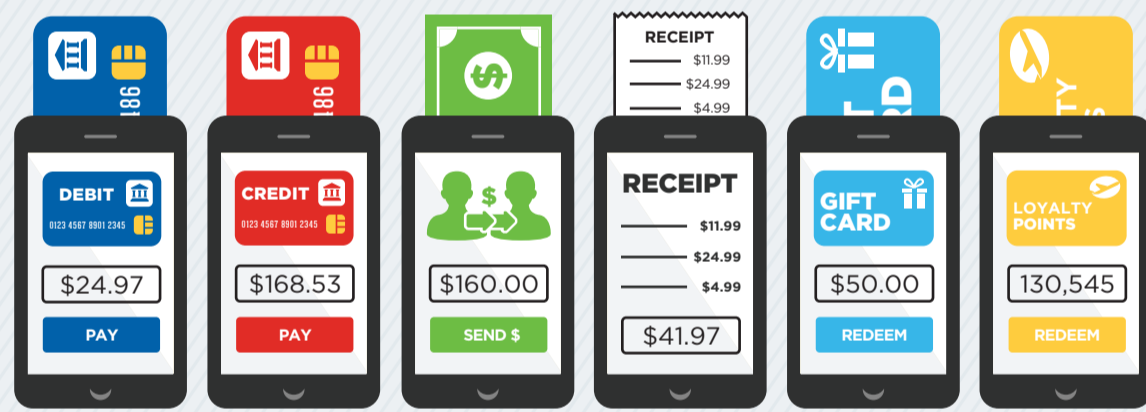 RECEIPT
$11.99
$24.99
$4.99
DEBIT
0123 4567 8901 2345
$24.97
PAY
CREDIT
0123 4567 8901 2345
$168.53
PAY
$
$
$160.00
SEND $
RECEIPT
$11.99
$24.99
$4.99
$41.97
GIFT
CARD
$50.00
REDEEM
LOYALTY
POINTS
130,545
REDEEM